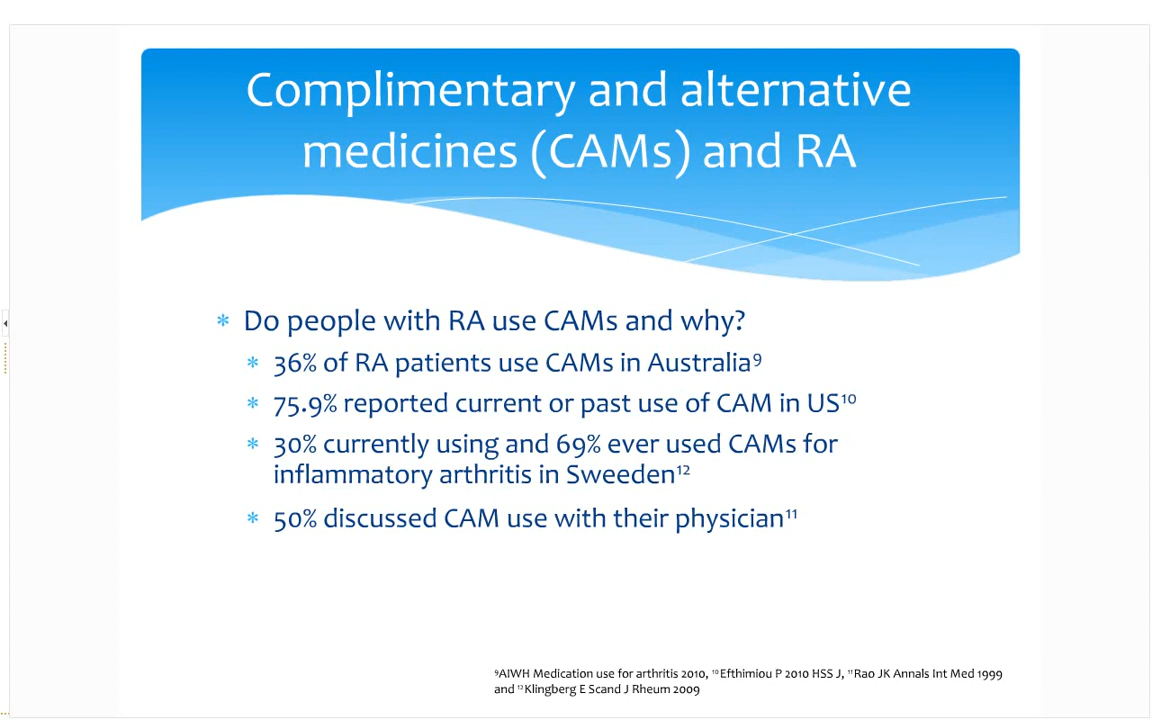 Complimentary and alternative
medicines (CAMs) and RA
* Do people with RA use CAMs and why?
* 36% of RA patients use CAMs in Australia⁹
* 75.9% reported current or past use of CAM in US¹⁰
* 30% currently using and 69% ever used CAMs for
inflammatory arthritis in Sweeden¹²
* 50% discussed CAM use with their physician¹¹
⁹AIWH Medication use for arthritis 2010, ¹⁰Efthimiou P 2010 HSS J, ¹¹Rao JK Annals Int Med 1999
and ¹²Klingberg E Scand J Rheum 2009